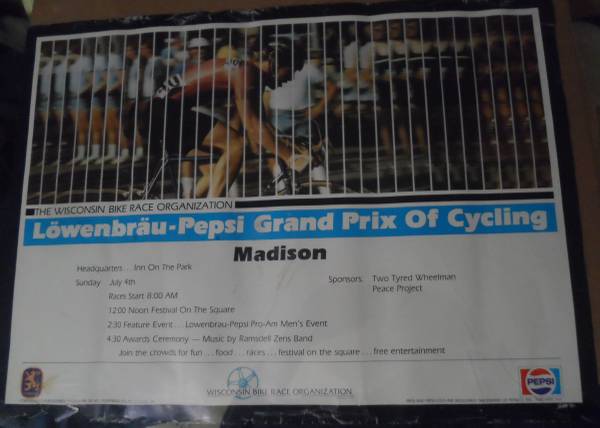 THE WISCONSIN BIKE RACE ORGANIZATION
Löwenbräu-Pepsi Grand Prix Of Cycling
Madison
Headquarters . . . Inn On The Park
Sunday July 4th
Races Start 8:00 AM
12:00 Noon Festival On The Square
2:30 Feature Event . . . Lowenbrau-Pepsi Pro-Am Men's Event
4:30 Awards Ceremony — Music by Ramsdell Zens Band
Join the crowds for fun . . . food . . . races . . . festival on the square . . . free entertainment
Sponsors: Two Tyred Wheelman
Peace Project
WISCONSIN BIKE RACE ORGANIZATION
PEPSI